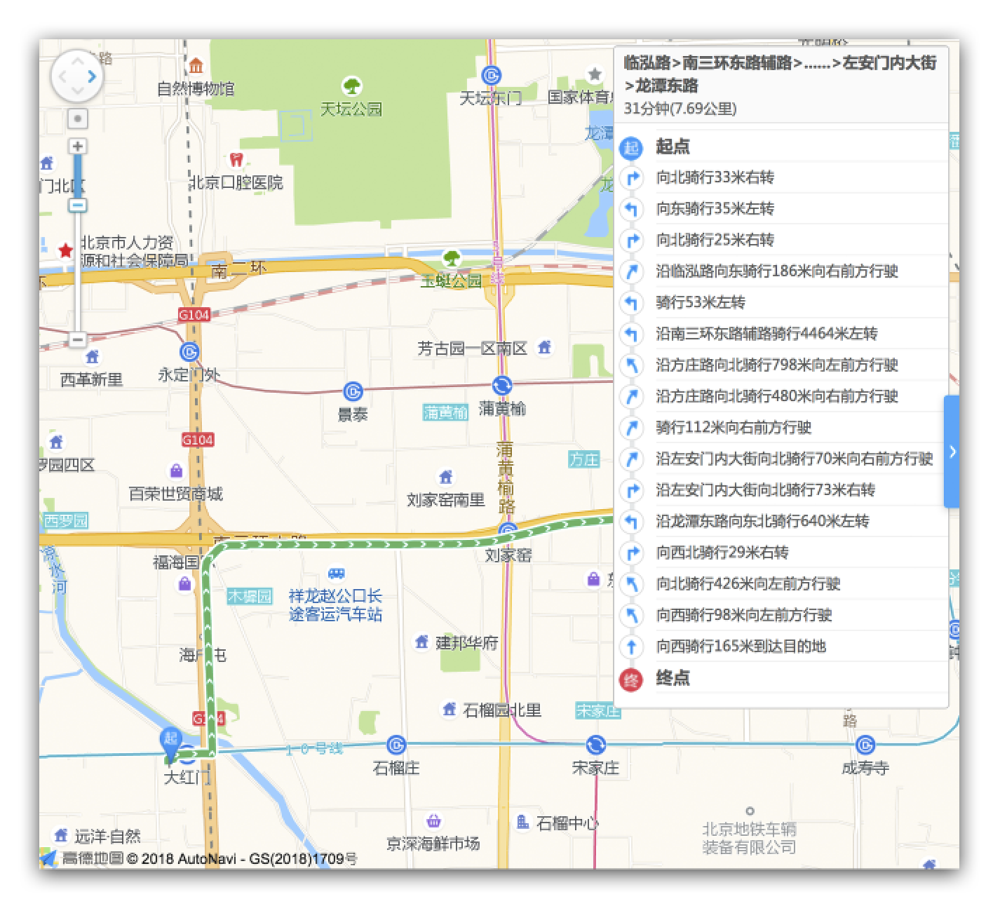 路
自然博物馆
天坛公园
天坛东门
国家体育总
龙潭
北京口腔医院
门北区
北京市人力资
源和社会保障局
南二环
玉蜓公园
5号线
G104
芳古园一区南区
西革新里
永定门外
景泰
蒲黄榆
蒲黄榆
G104
罗园四区
方庄
百荣世贸商城
刘家窑南里
蒲黄榆路
西罗园
福海国
刘家窑
凉水河
木樨园
祥龙赵公口长
途客运汽车站
建邦华府
海户屯
石榴园北里
宋家庄
路
起
10号线
大红门
石榴庄
宋家庄
成寿寺
远洋·自然
京深海鲜市场
石榴中心
北京地铁车辆
装备有限公司
高德地图 © 2018 AutoNavi - GS(2018)1709号
临泓路>南三环东路辅路>......>左安门内大街
>龙潭东路
31分钟(7.69公里)
起 起点
向北骑行33米右转
向东骑行35米左转
向北骑行25米右转
沿临泓路向东骑行186米向右前方行驶
骑行53米左转
沿南三环东路辅路骑行4464米左转
沿方庄路向北骑行798米向左前方行驶
沿方庄路向北骑行480米向右前方行驶
骑行112米向右前方行驶
沿左安门内大街向北骑行70米向右前方行驶
沿左安门内大街向北骑行73米右转
沿龙潭东路向东北骑行640米左转
向西北骑行29米右转
向北骑行426米向左前方行驶
向西骑行98米向左前方行驶
向西骑行165米到达目的地
终 终点